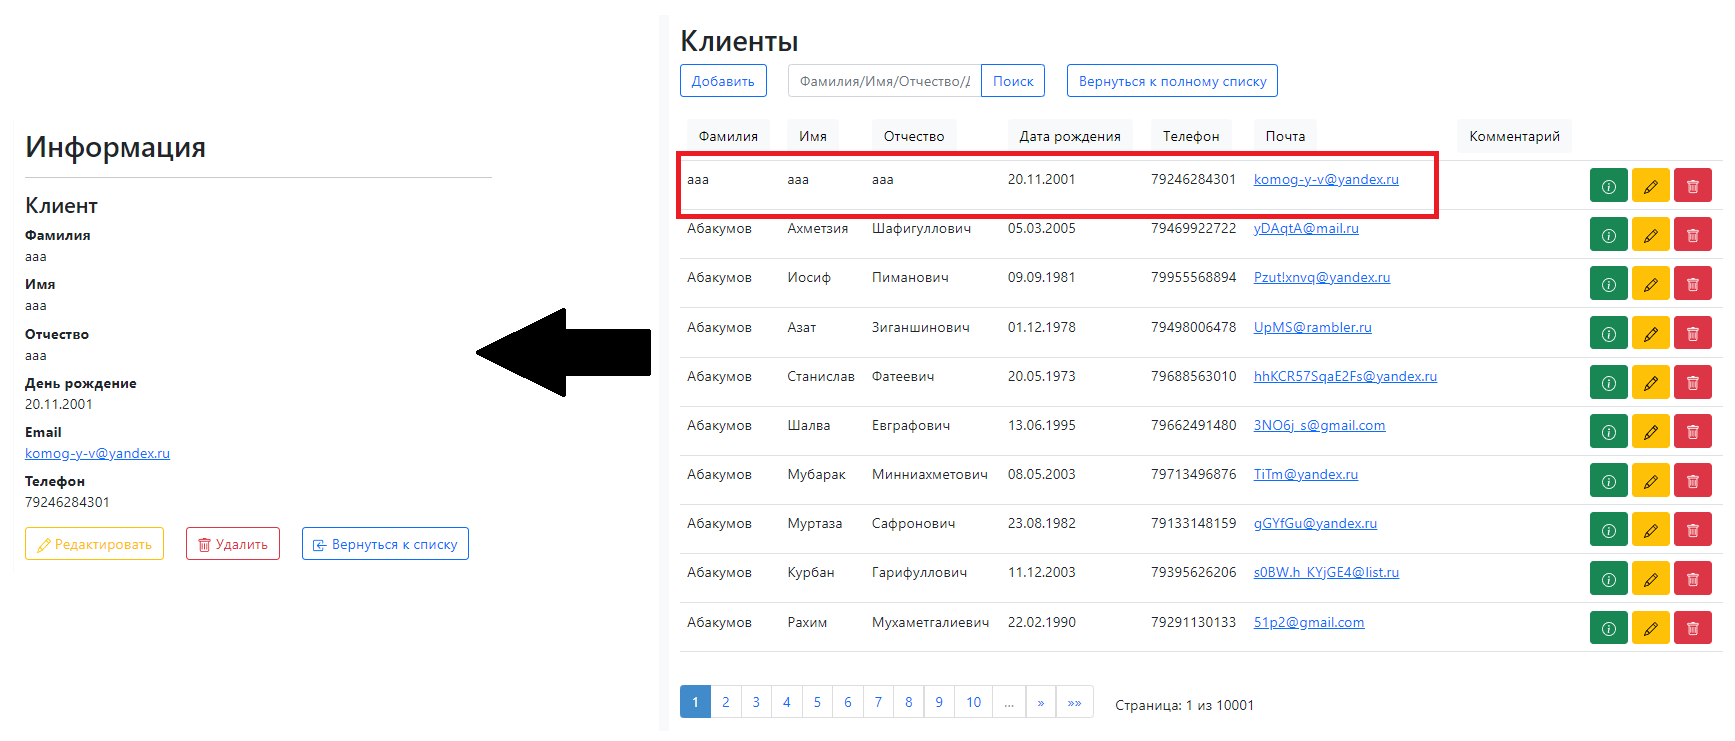 Информация
Клиент
Фамилия
ааа
Имя
ааа
Отчество
ааа
День рождение
20.11.2001
Email
komog-y-v@yandex.ru
Телефон
79246284301
Редактировать Удалить Вернуться к списку
Клиенты
Добавить Фамилия/Имя/Отчество/Д Поиск Вернуться к полному списку
Фамилия Имя Отчество Дата рождения Телефон Почта Комментарий
ааа ааа ааа 20.11.2001 79246284301 komog-y-v@yandex.ru
Абакумов Ахметзия Шафигуллович 05.03.2005 79469922722 yDAqtA@mail.ru
Абакумов Иосиф Пиманович 09.09.1981 79955568894 Pzut!xnvq@yandex.ru
Абакумов Азат Зиганшинович 01.12.1978 79498006478 UpMS@rambler.ru
Абакумов Станислав Фатеевич 20.05.1973 79688563010 hhKCR57SqaE2Fs@yandex.ru
Абакумов Шалва Евграфович 13.06.1995 79662491480 3NO6j_s@gmail.com
Абакумов Мубарак Минниахметович 08.05.2003 79713496876 TiTm@yandex.ru
Абакумов Муртаза Сафронович 23.08.1982 79133148159 gGYfGu@yandex.ru
Абакумов Курбан Гарифуллович 11.12.2003 79395626206 s0BW.h_KYjGE4@list.ru
Абакумов Рахим Мухаметгалиевич 22.02.1990 79291130133 51p2@gmail.com
1 2 3 4 5 6 7 8 9 10 ... » »» Страница: 1 из 10001